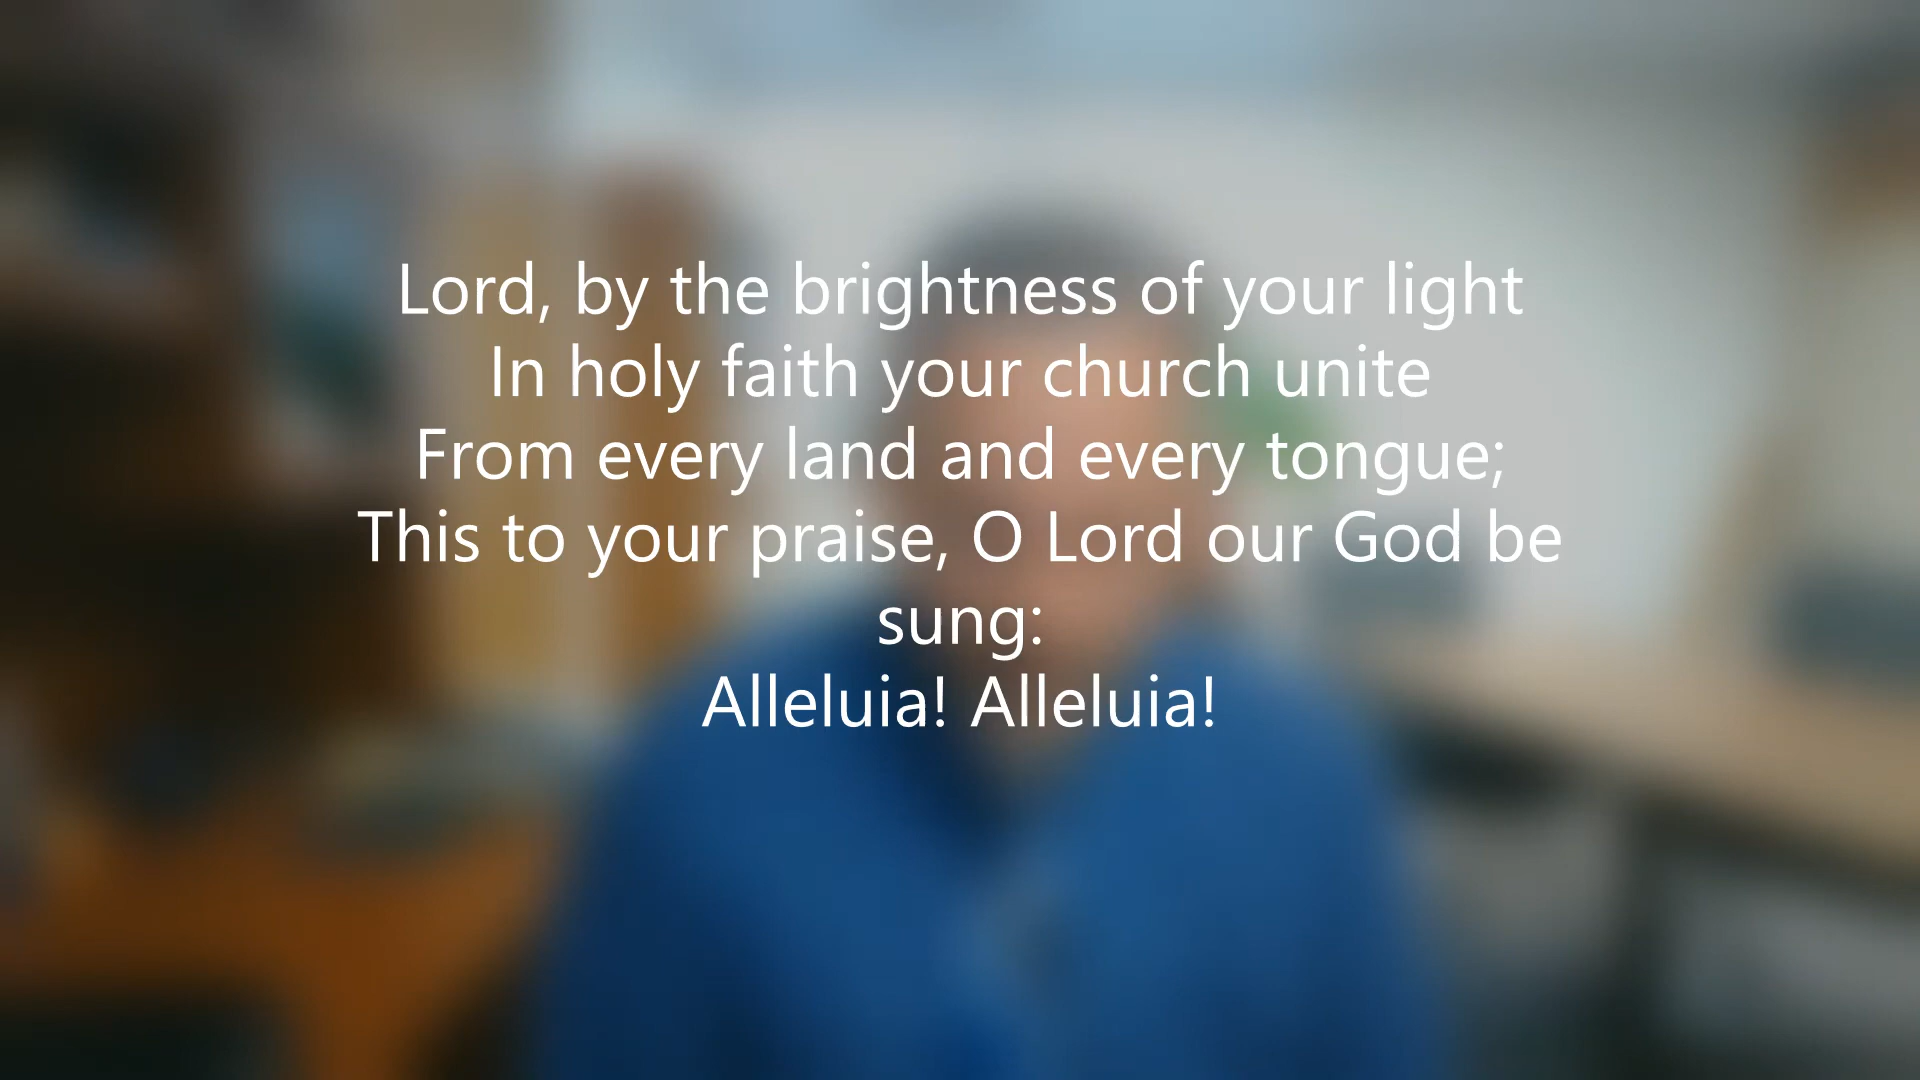 Lord, by the brightness of your light
In holy faith your church unite
From every land and every tongue;
This to your praise, O Lord our God be
sung:
Alleluia! Alleluia!